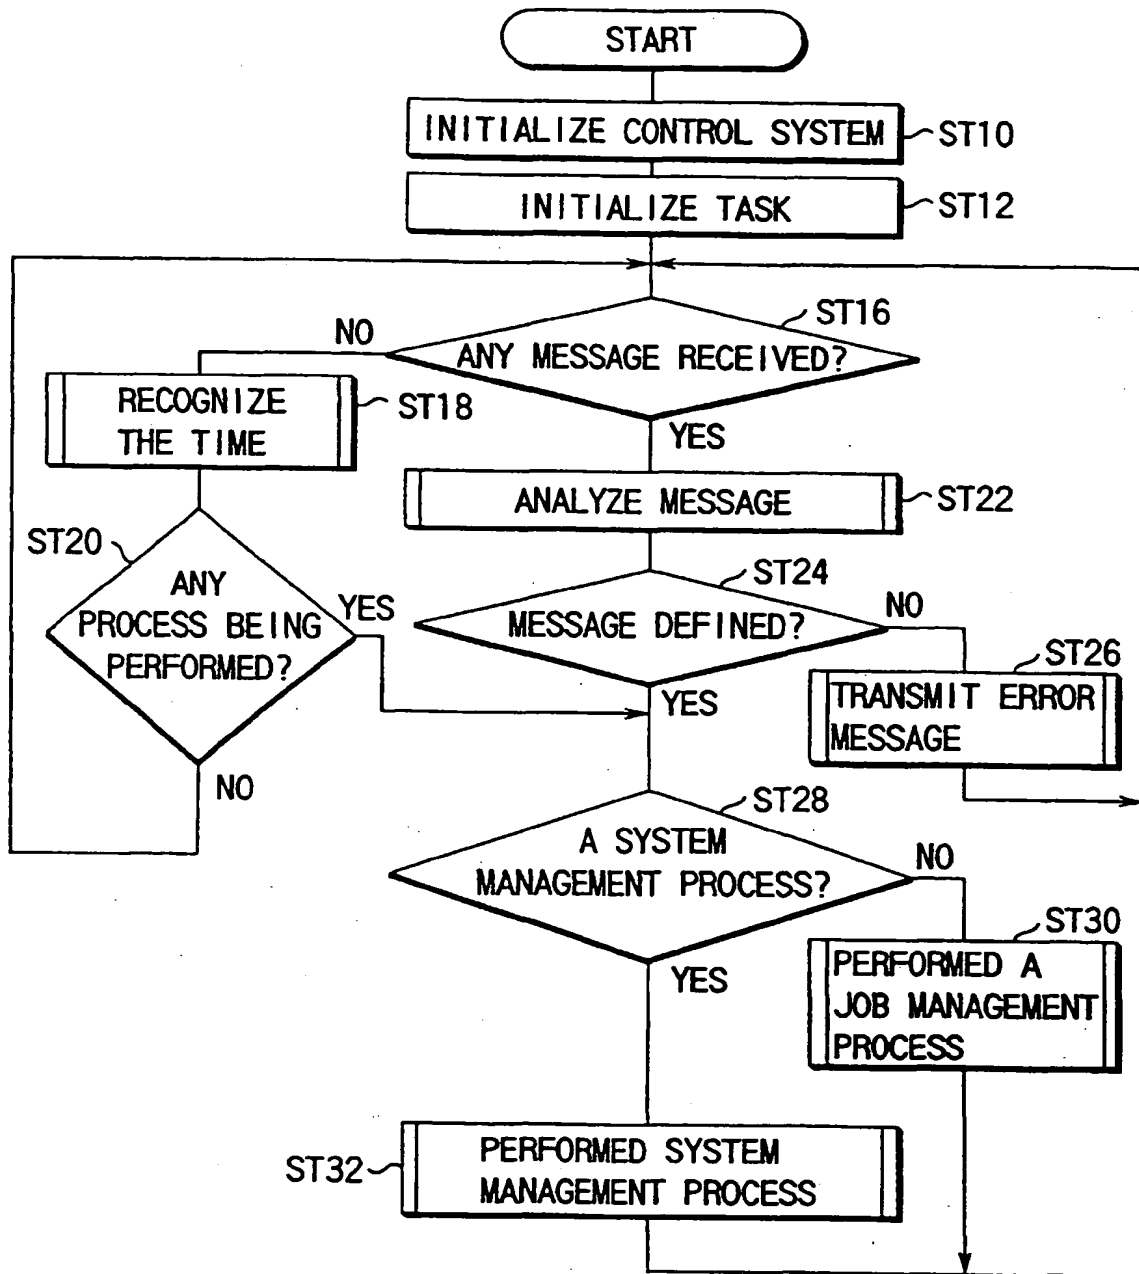 START
INITIALIZE CONTROL SYSTEM
ST10
INITIALIZE TASK
ST12
ST16
NO
ANY MESSAGE RECEIVED?
YES
RECOGNIZE
THE TIME
ST18
ANALYZE MESSAGE
ST22
ST20
ANY
PROCESS BEING
PERFORMED?
YES
NO
ST24
MESSAGE DEFINED?
NO
YES
ST26
TRANSMIT ERROR
MESSAGE
ST28
A SYSTEM
MANAGEMENT PROCESS?
NO
YES
ST30
PERFORMED A
JOB MANAGEMENT
PROCESS
ST32
PERFORMED SYSTEM
MANAGEMENT PROCESS